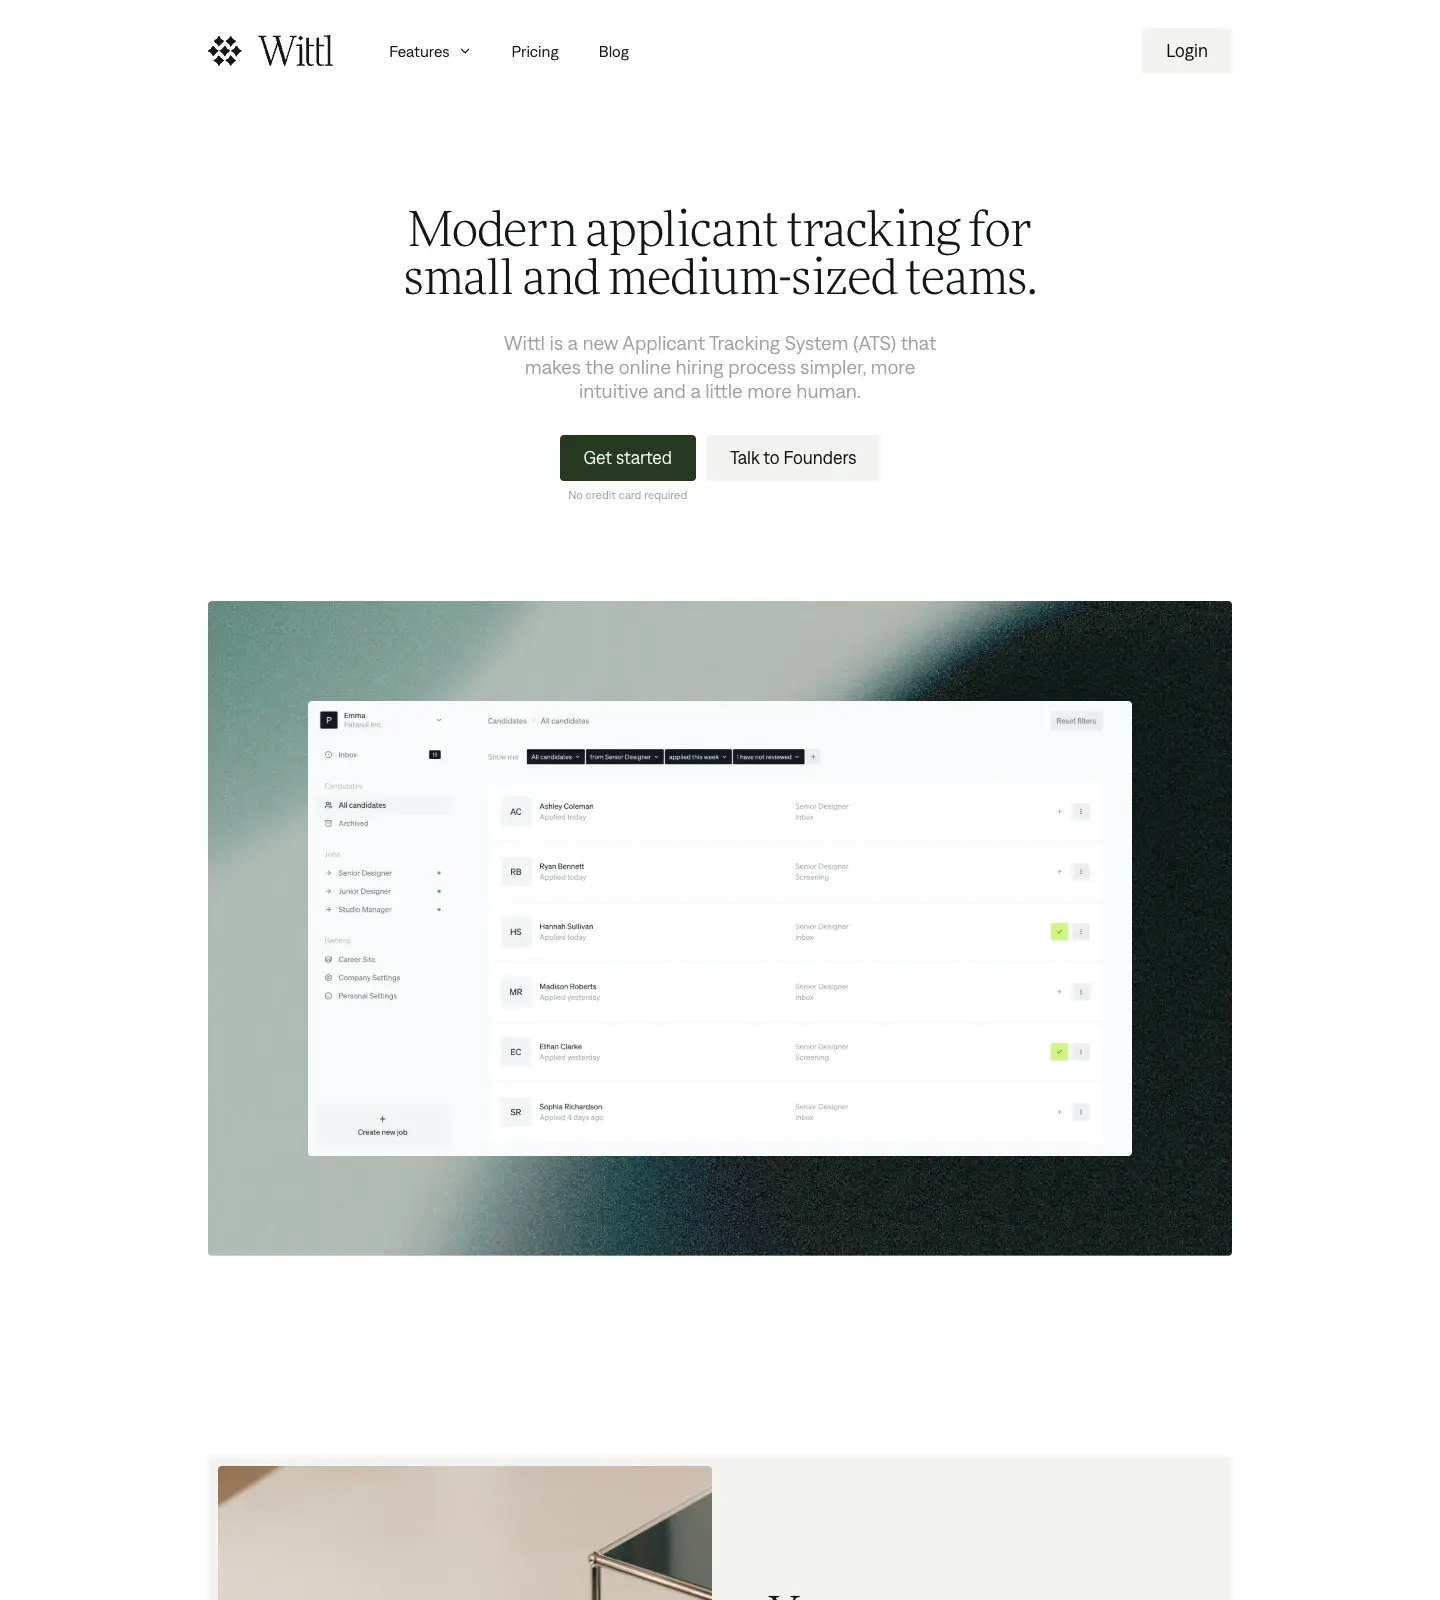 Wittl
Features
Pricing
Blog
Login
Modern applicant tracking for
small and medium-sized teams.
Wittl is a new Applicant Tracking System (ATS) that
makes the online hiring process simpler, more
intuitive and a little more human.
Get started
Talk to Founders
No credit card required
P
Emma
Parasol Inc.
Inbox
15
Candidates
All candidates
Archived
Jobs
Senior Designer
Junior Designer
Studio Manager
General
Career Site
Company Settings
Personal Settings
+
Create new job
Candidates › All candidates
Reset filters
Show me
All candidates
from Senior Designer
applied this week
I have not reviewed
+
AC
Ashley Coleman
Applied today
Senior Designer
Inbox
RB
Ryan Bennett
Applied today
Senior Designer
Screening
HS
Hannah Sullivan
Applied today
Senior Designer
Inbox
MR
Madison Roberts
Applied yesterday
Senior Designer
Inbox
EC
Ethan Clarke
Applied yesterday
Senior Designer
Screening
SR
Sophia Richardson
Applied 4 days ago
Senior Designer
Inbox